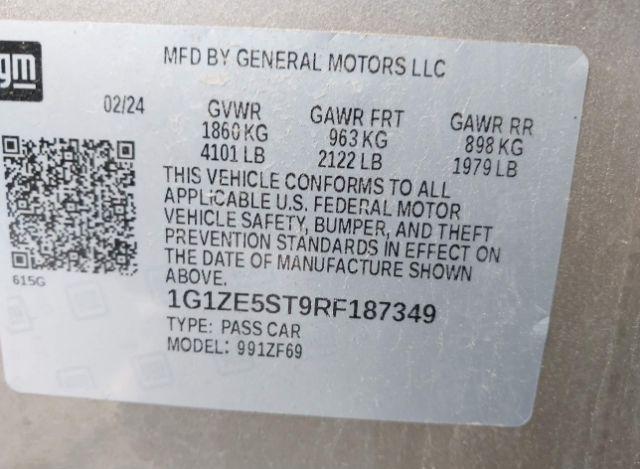 gm
MFD BY GENERAL MOTORS LLC
02/24
GVWR GAWR FRT GAWR RR
1860 KG 963 KG 898 KG
4101 LB 2122 LB 1979 LB
THIS VEHICLE CONFORMS TO ALL
APPLICABLE U.S. FEDERAL MOTOR
VEHICLE SAFETY, BUMPER, AND THEFT
PREVENTION STANDARDS IN EFFECT ON
THE DATE OF MANUFACTURE SHOWN
ABOVE.
615G
1G1ZE5ST9RF187349
TYPE: PASS CAR
MODEL: 991ZF69